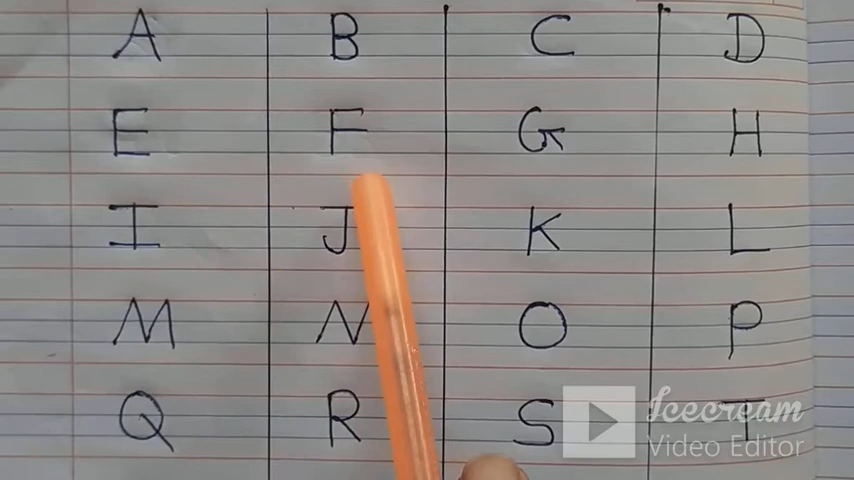 A B C D
E F G H
I J K L
M N O P
Q R S T
Icecream
Video Editor